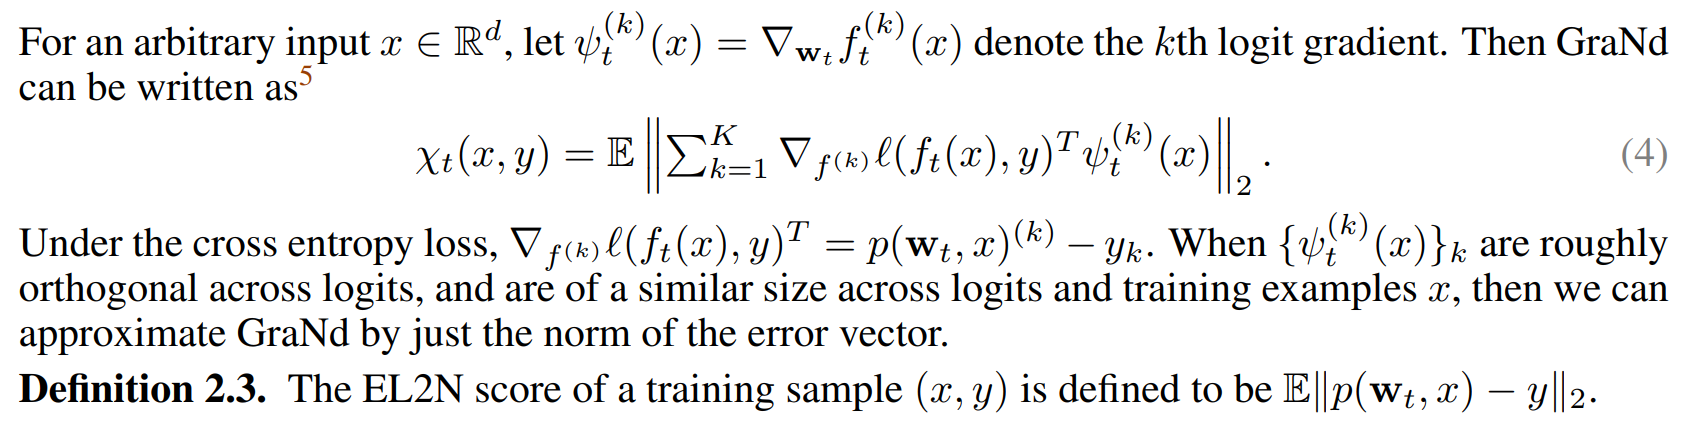 For an arbitrary input x ∈ ℝ^d, let ψ_t^{(k)}(x) = ∇_{𝐰_t} f_t^{(k)}(x) denote the kth logit gradient. Then GraNd
can be written as^5
χ_t(x, y) = 𝔼 ‖∑_{k=1}^K ∇_{f^{(k)}} ℓ(f_t(x), y)^T ψ_t^{(k)}(x)‖_2 . (4)
Under the cross entropy loss, ∇_{f^{(k)}} ℓ(f_t(x), y)^T = p(𝐰_t, x)^{(k)} − y_k. When {ψ_t^{(k)}(x)}_k are roughly
orthogonal across logits, and are of a similar size across logits and training examples x, then we can
approximate GraNd by just the norm of the error vector.
Definition 2.3. The EL2N score of a training sample (x, y) is defined to be 𝔼‖p(𝐰_t, x) − y‖_2.